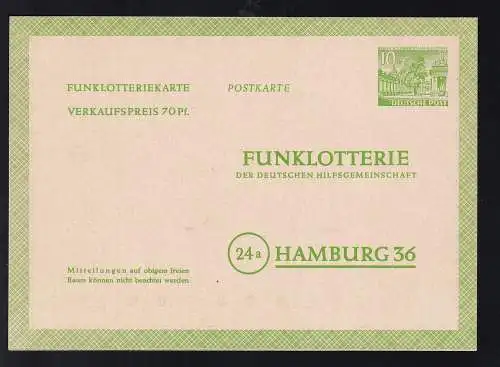 FUNKLOTTERIEKARTE
VERKAUFSPREIS 70 Pf.
POSTKARTE
10
DEUTSCHE POST
FUNKLOTTERIE
DER DEUTSCHEN HILFSGEMEINSCHAFT
24a HAMBURG 36
Mitteilungen auf obigem freien
Raum können nicht beachtet werden